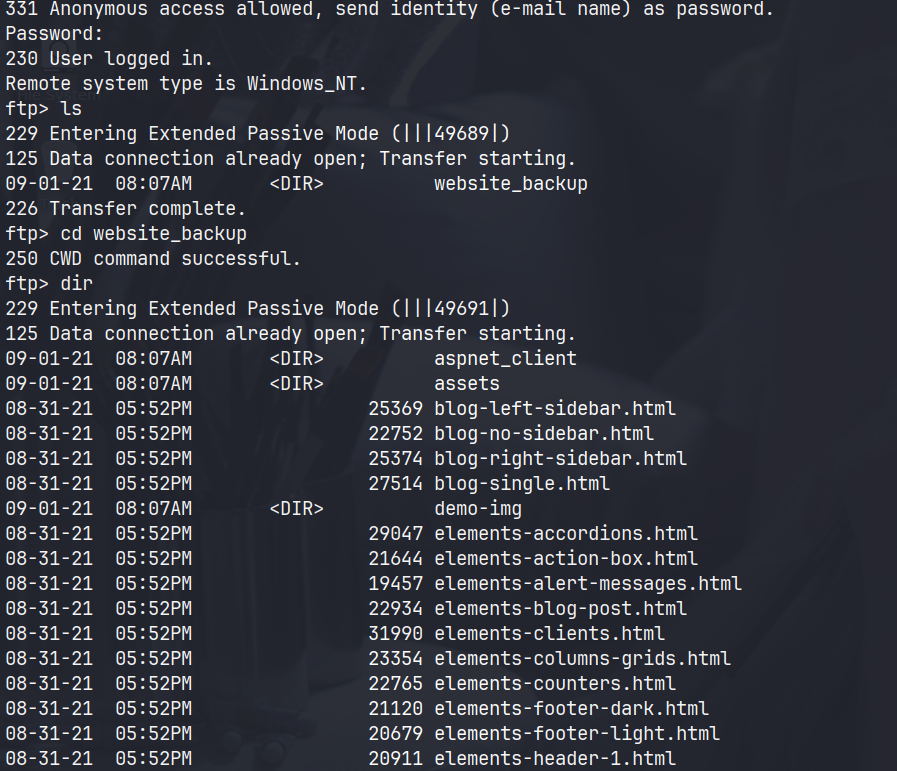 331 Anonymous access allowed, send identity (e-mail name) as password.
Password:
230 User logged in.
Remote system type is Windows_NT.
ftp> ls
229 Entering Extended Passive Mode (|||49689|)
125 Data connection already open; Transfer starting.
09-01-21  08:07AM       <DIR>          website_backup
226 Transfer complete.
ftp> cd website_backup
250 CWD command successful.
ftp> dir
229 Entering Extended Passive Mode (|||49691|)
125 Data connection already open; Transfer starting.
09-01-21  08:07AM       <DIR>          aspnet_client
09-01-21  08:07AM       <DIR>          assets
08-31-21  05:52PM                25369 blog-left-sidebar.html
08-31-21  05:52PM                22752 blog-no-sidebar.html
08-31-21  05:52PM                25374 blog-right-sidebar.html
08-31-21  05:52PM                27514 blog-single.html
09-01-21  08:07AM       <DIR>          demo-img
08-31-21  05:52PM                29047 elements-accordions.html
08-31-21  05:52PM                21644 elements-action-box.html
08-31-21  05:52PM                19457 elements-alert-messages.html
08-31-21  05:52PM                22934 elements-blog-post.html
08-31-21  05:52PM                31990 elements-clients.html
08-31-21  05:52PM                23354 elements-columns-grids.html
08-31-21  05:52PM                22765 elements-counters.html
08-31-21  05:52PM                21120 elements-footer-dark.html
08-31-21  05:52PM                20679 elements-footer-light.html
08-31-21  05:52PM                20911 elements-header-1.html